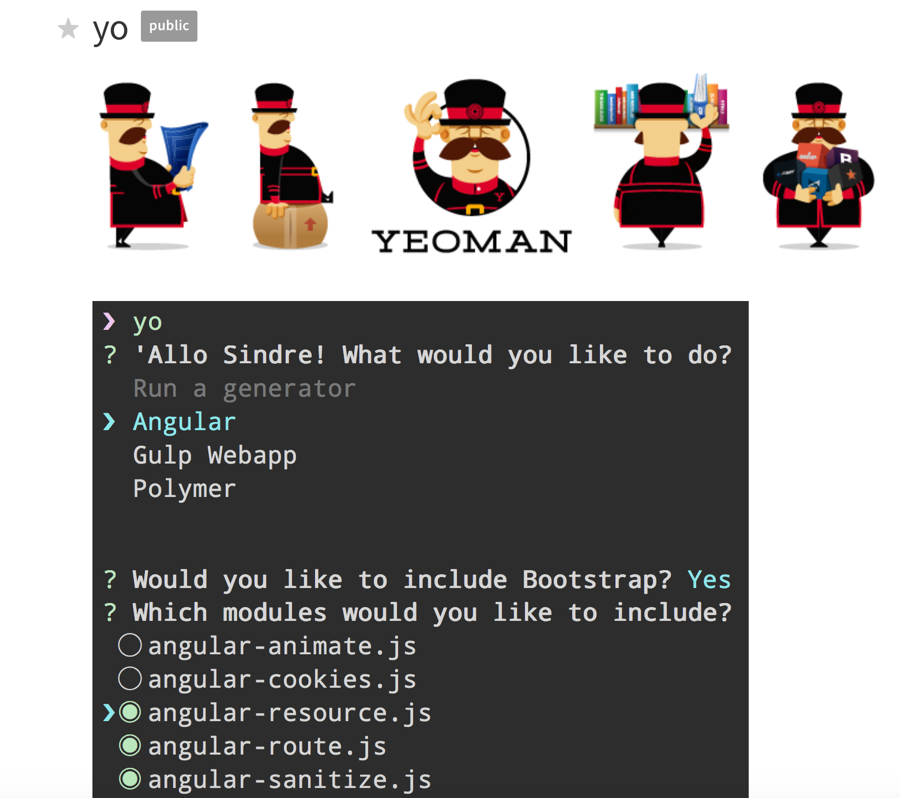 yo public
YEOMAN
❯ yo
? 'Allo Sindre! What would you like to do?
Run a generator
❯ Angular
Gulp Webapp
Polymer
? Would you like to include Bootstrap? Yes
? Which modules would you like to include?
◯ angular-animate.js
◯ angular-cookies.js
❯◉ angular-resource.js
◉ angular-route.js
◉ angular-sanitize.js